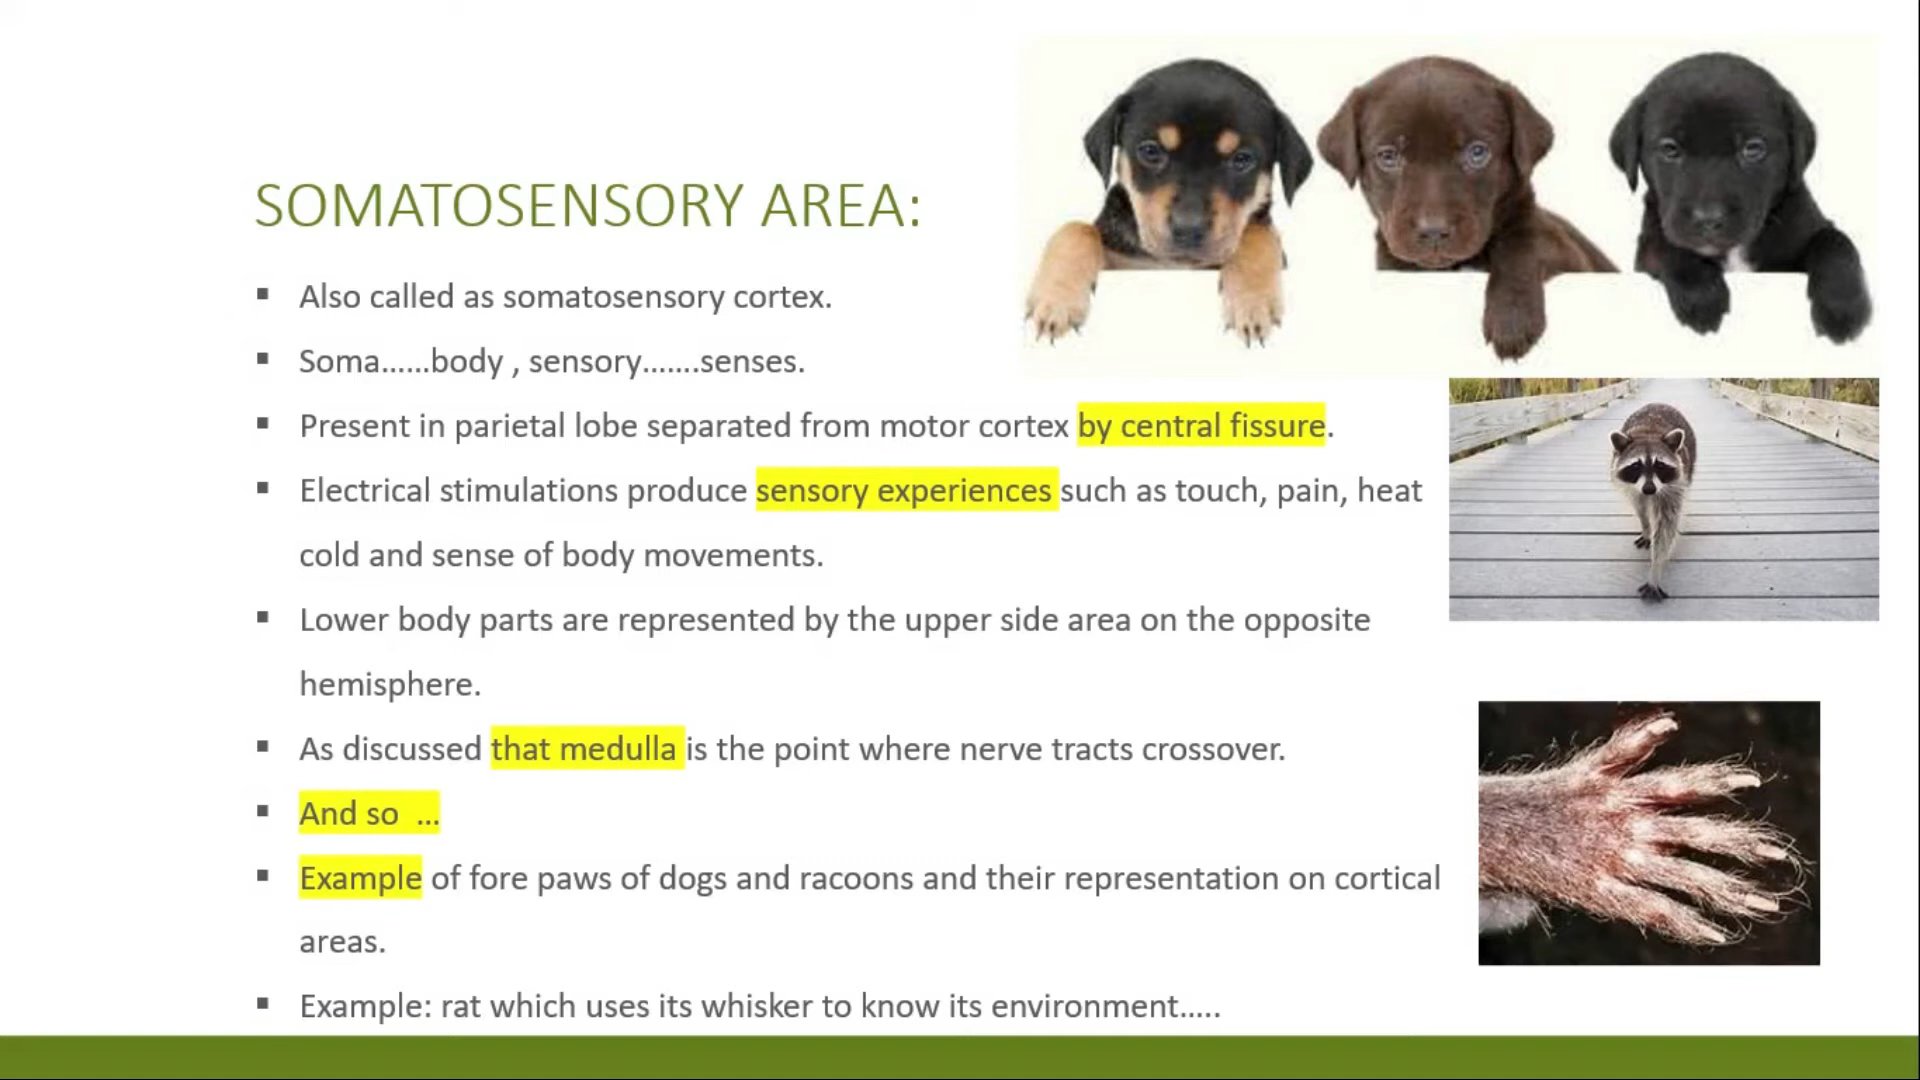 SOMATOSENSORY AREA:
▪ Also called as somatosensory cortex.
▪ Soma......body , sensory.......senses.
▪ Present in parietal lobe separated from motor cortex by central fissure.
▪ Electrical stimulations produce sensory experiences such as touch, pain, heat
cold and sense of body movements.
▪ Lower body parts are represented by the upper side area on the opposite
hemisphere.
▪ As discussed that medulla is the point where nerve tracts crossover.
▪ And so ...
▪ Example of fore paws of dogs and racoons and their representation on cortical
areas.
▪ Example: rat which uses its whisker to know its environment.....